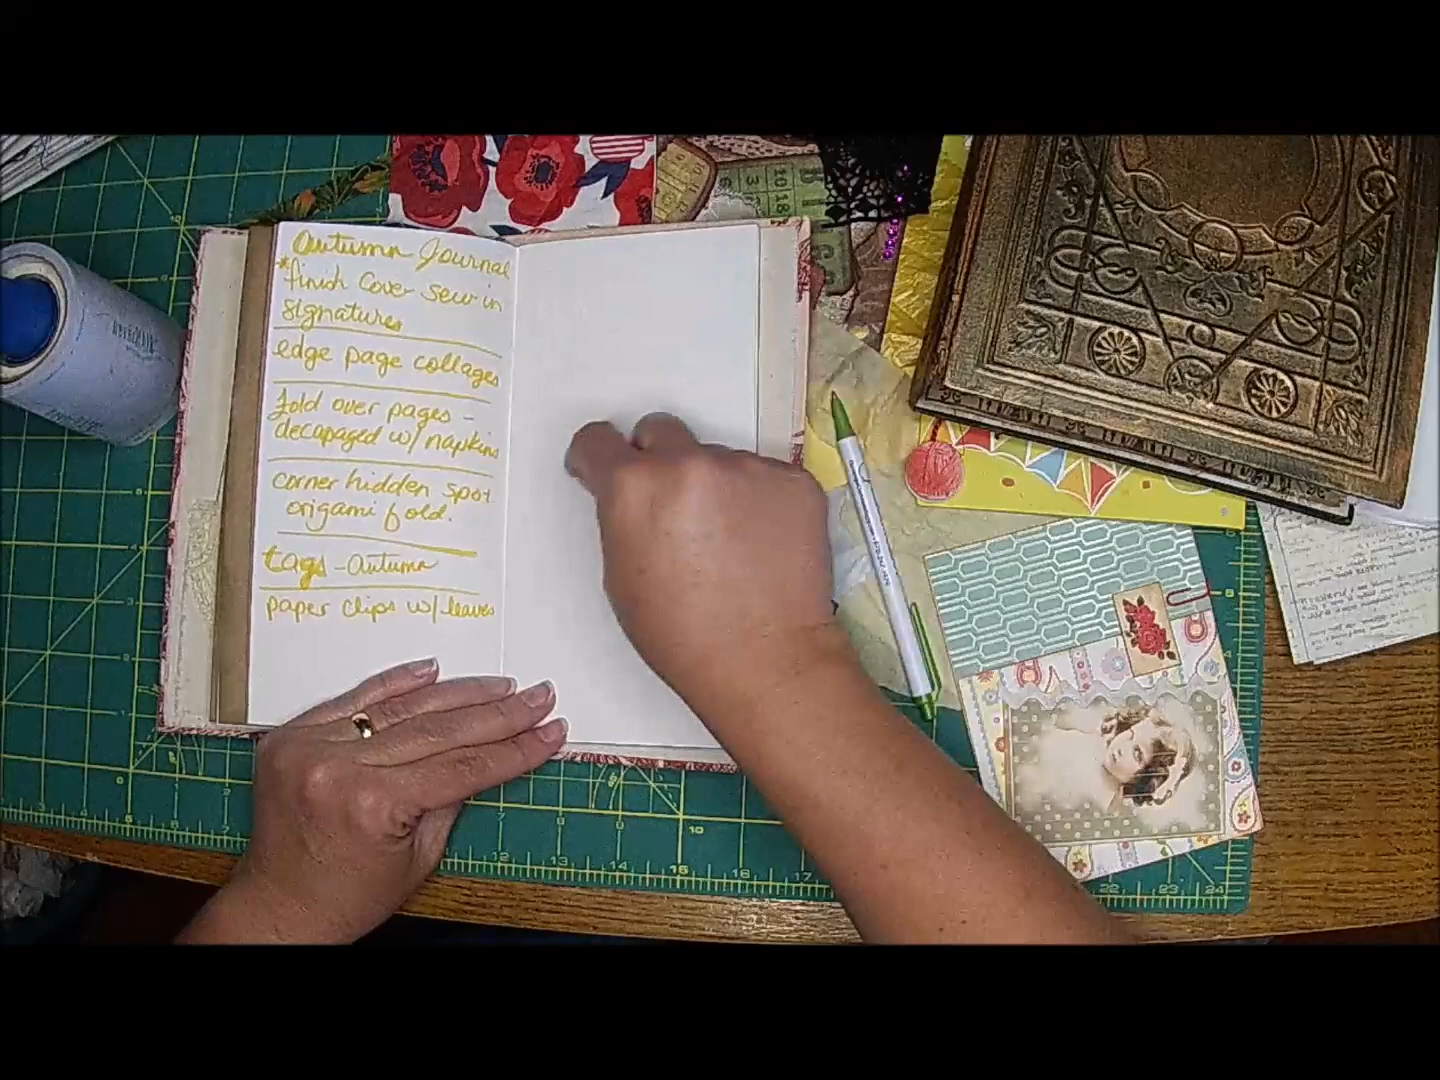 Autumn Journal
*finish cover sew in
signatures
edge page collages
fold over pages -
decapaged w/ napkins
corner hidden spot
origami fold.
tags - autumn
paper clips w/ leaves